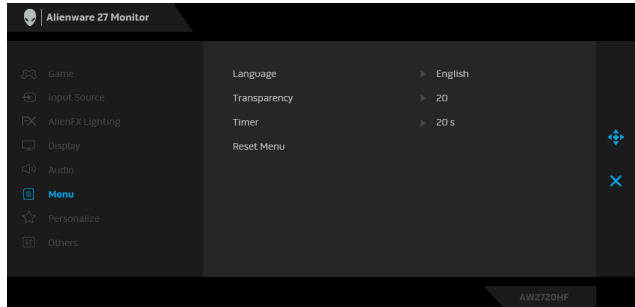 Alienware 27 Monitor
Game
Input Source
AlienFX Lighting
Display
Audio
Menu
Personalize
Others
Language English
Transparency 20
Timer 20 s
Reset Menu
AW2720HF